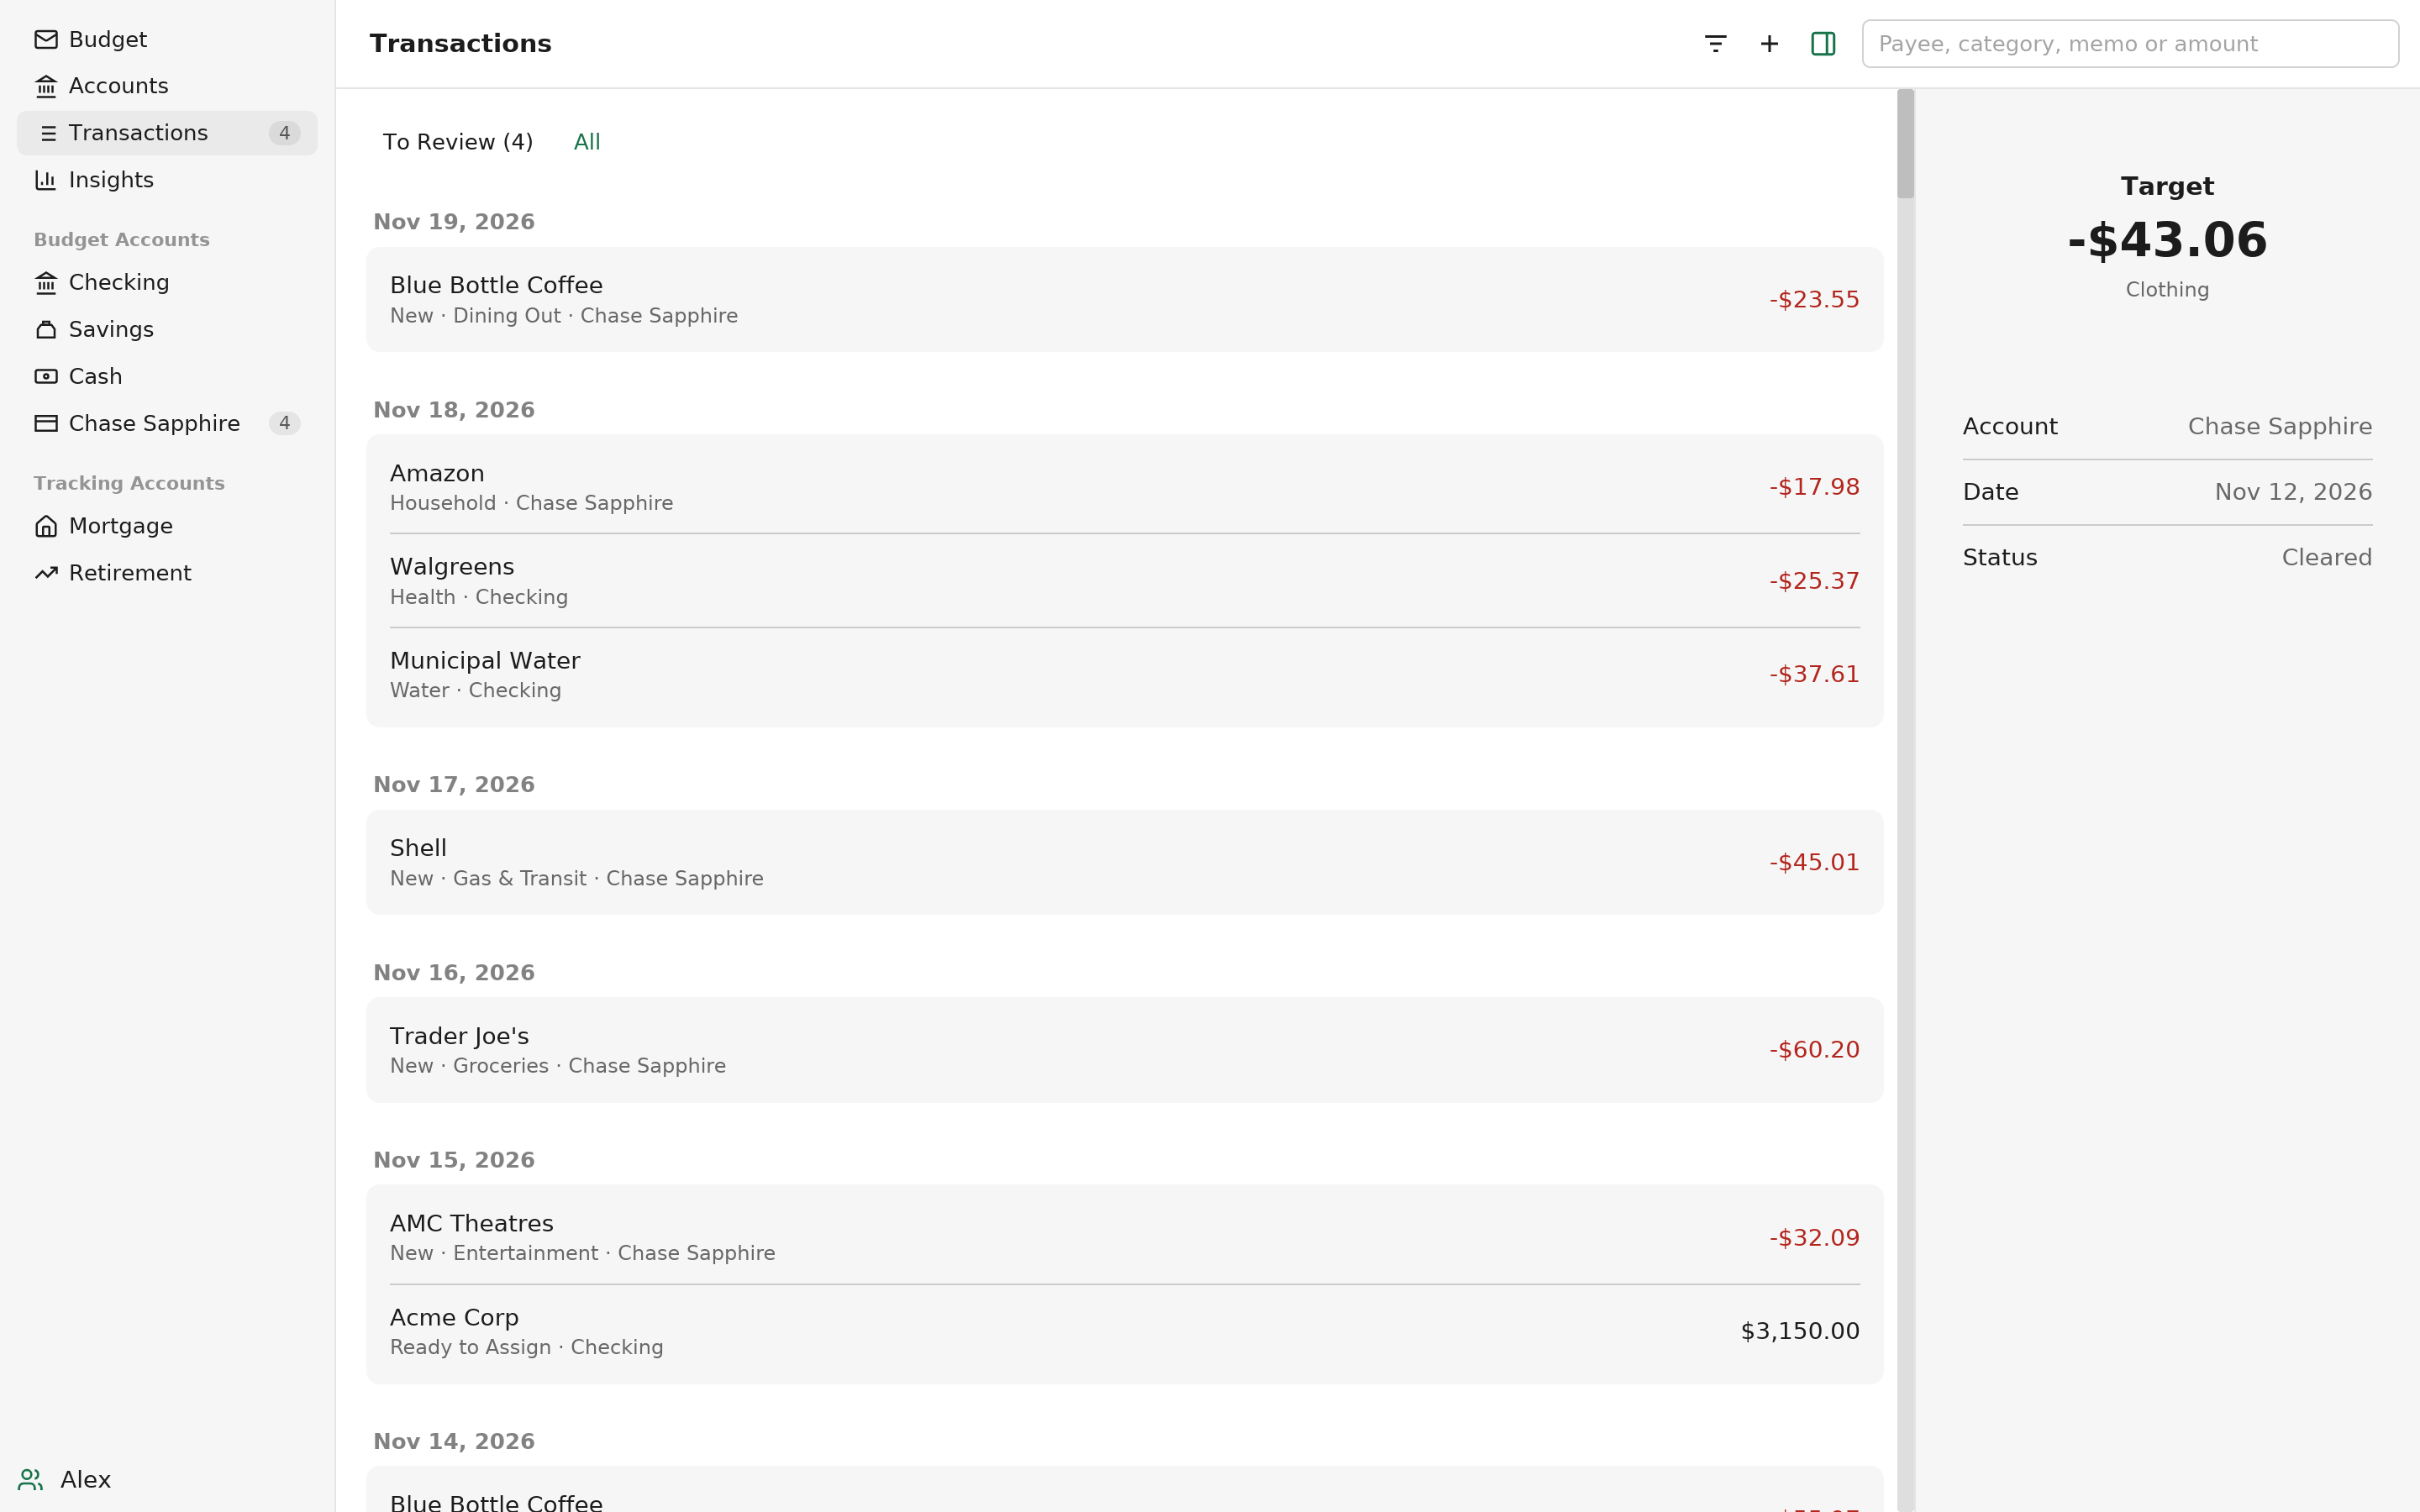 Budget
Accounts
Transactions 4
Insights
Budget Accounts
Checking
Savings
Cash
Chase Sapphire 4
Tracking Accounts
Mortgage
Retirement
Alex
Transactions
Payee, category, memo or amount
To Review (4) All
Nov 19, 2026
Blue Bottle Coffee
New · Dining Out · Chase Sapphire
-$23.55
Nov 18, 2026
Amazon
Household · Chase Sapphire
-$17.98
Walgreens
Health · Checking
-$25.37
Municipal Water
Water · Checking
-$37.61
Nov 17, 2026
Shell
New · Gas & Transit · Chase Sapphire
-$45.01
Nov 16, 2026
Trader Joe's
New · Groceries · Chase Sapphire
-$60.20
Nov 15, 2026
AMC Theatres
New · Entertainment · Chase Sapphire
-$32.09
Acme Corp
Ready to Assign · Checking
$3,150.00
Nov 14, 2026
Blue Bottle Coffee
Target
-$43.06
Clothing
Account Chase Sapphire
Date Nov 12, 2026
Status Cleared